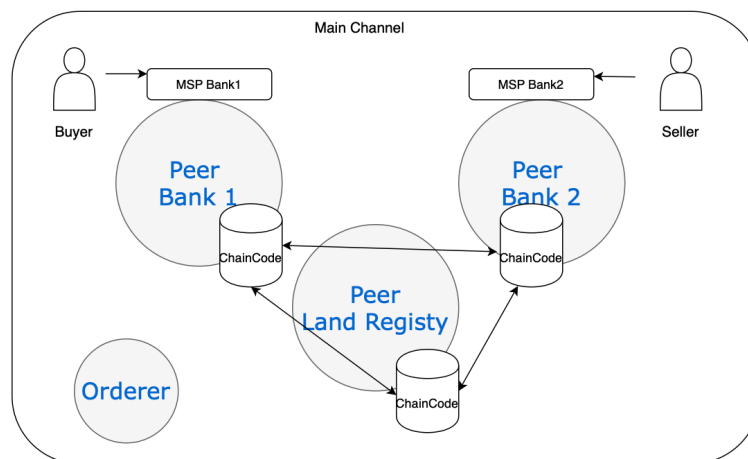 Main Channel
MSP Bank1
MSP Bank2
Buyer
Seller
Peer
Bank 1
Peer
Bank 2
ChainCode
ChainCode
Peer
Land Registy
Orderer
ChainCode